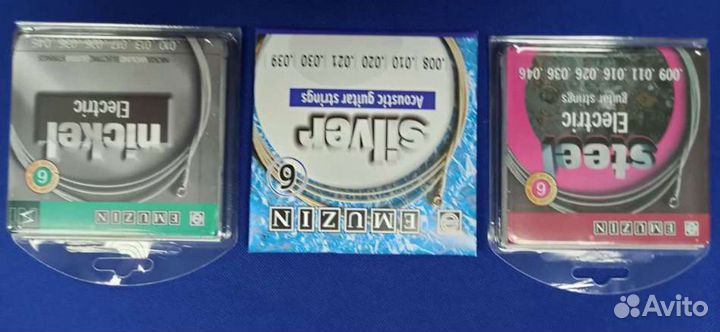 EMUZIN
6
nickel
Electric
.010 .013 .017 .026 .036 .046
EMUZIN
6
silver
Acoustic guitar strings
.008, .010, .020, .021, .030, .039
EMUZIN
6
steel
Electric
guitar strings
.009, .011, .016, .026, .036, .046
Avito